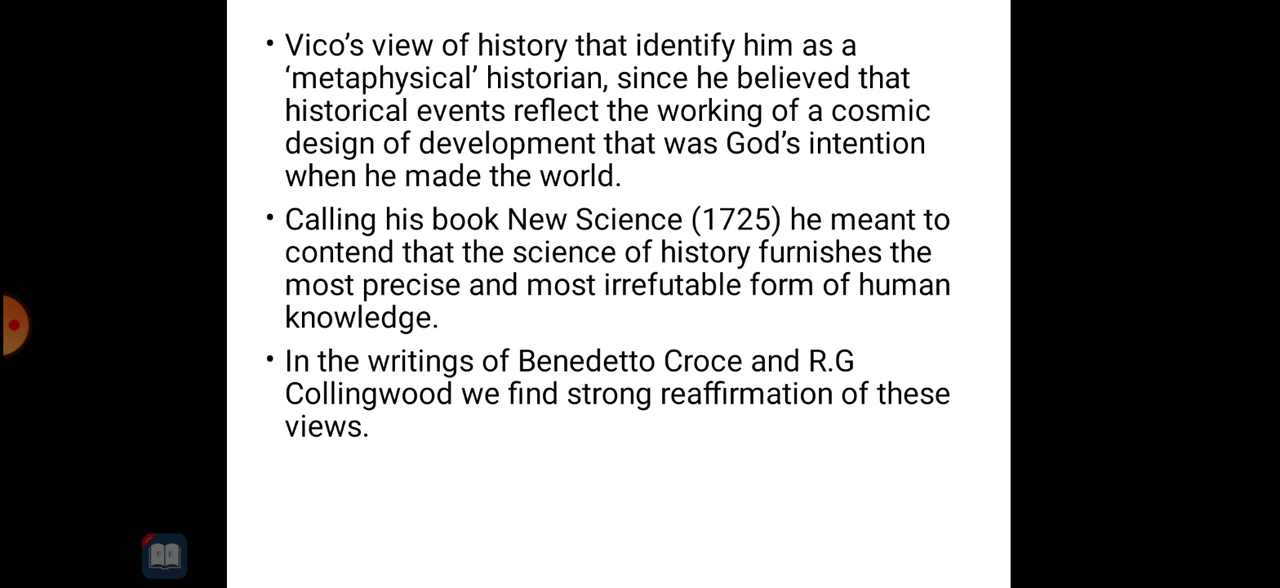 • Vico’s view of history that identify him as a
‘metaphysical’ historian, since he believed that
historical events reflect the working of a cosmic
design of development that was God’s intention
when he made the world.
• Calling his book New Science (1725) he meant to
contend that the science of history furnishes the
most precise and most irrefutable form of human
knowledge.
• In the writings of Benedetto Croce and R.G
Collingwood we find strong reaffirmation of these
views.